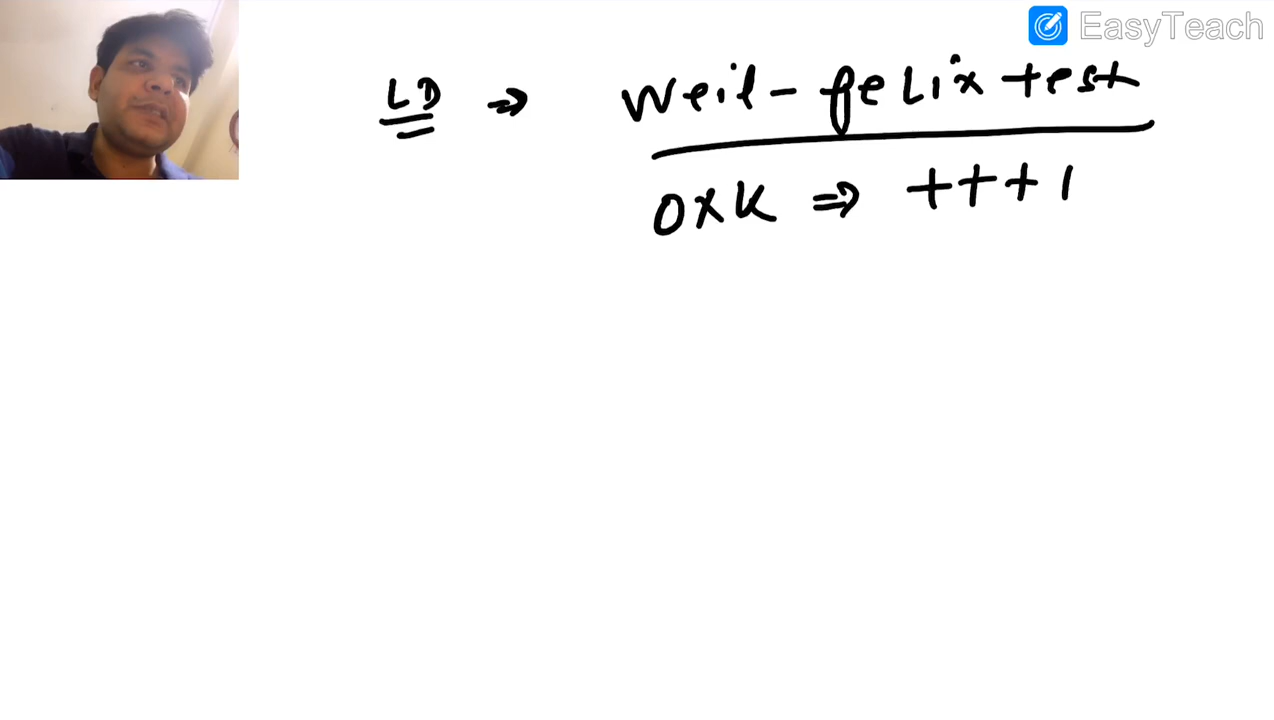 EasyTeach
LD ⇒ Weil-felix test
OXK ⇒ +++ I